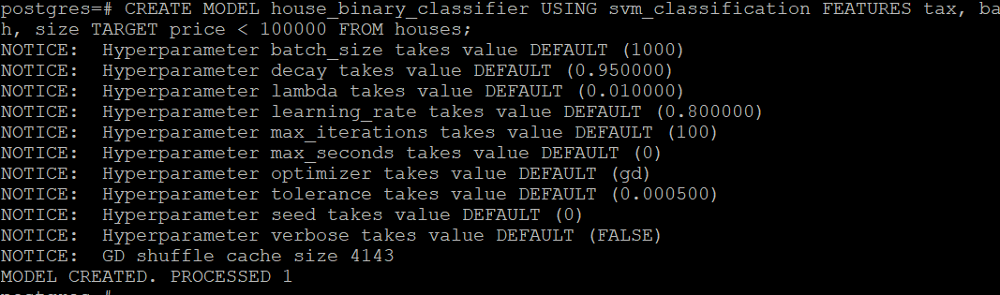 postgres=# CREATE MODEL house_binary_classifier USING svm_classification FEATURES tax, ba
h, size TARGET price < 100000 FROM houses;
NOTICE:  Hyperparameter batch_size takes value DEFAULT (1000)
NOTICE:  Hyperparameter decay takes value DEFAULT (0.950000)
NOTICE:  Hyperparameter lambda takes value DEFAULT (0.010000)
NOTICE:  Hyperparameter learning_rate takes value DEFAULT (0.800000)
NOTICE:  Hyperparameter max_iterations takes value DEFAULT (100)
NOTICE:  Hyperparameter max_seconds takes value DEFAULT (0)
NOTICE:  Hyperparameter optimizer takes value DEFAULT (gd)
NOTICE:  Hyperparameter tolerance takes value DEFAULT (0.000500)
NOTICE:  Hyperparameter seed takes value DEFAULT (0)
NOTICE:  Hyperparameter verbose takes value DEFAULT (FALSE)
NOTICE:  GD shuffle cache size 4143
MODEL CREATED. PROCESSED 1